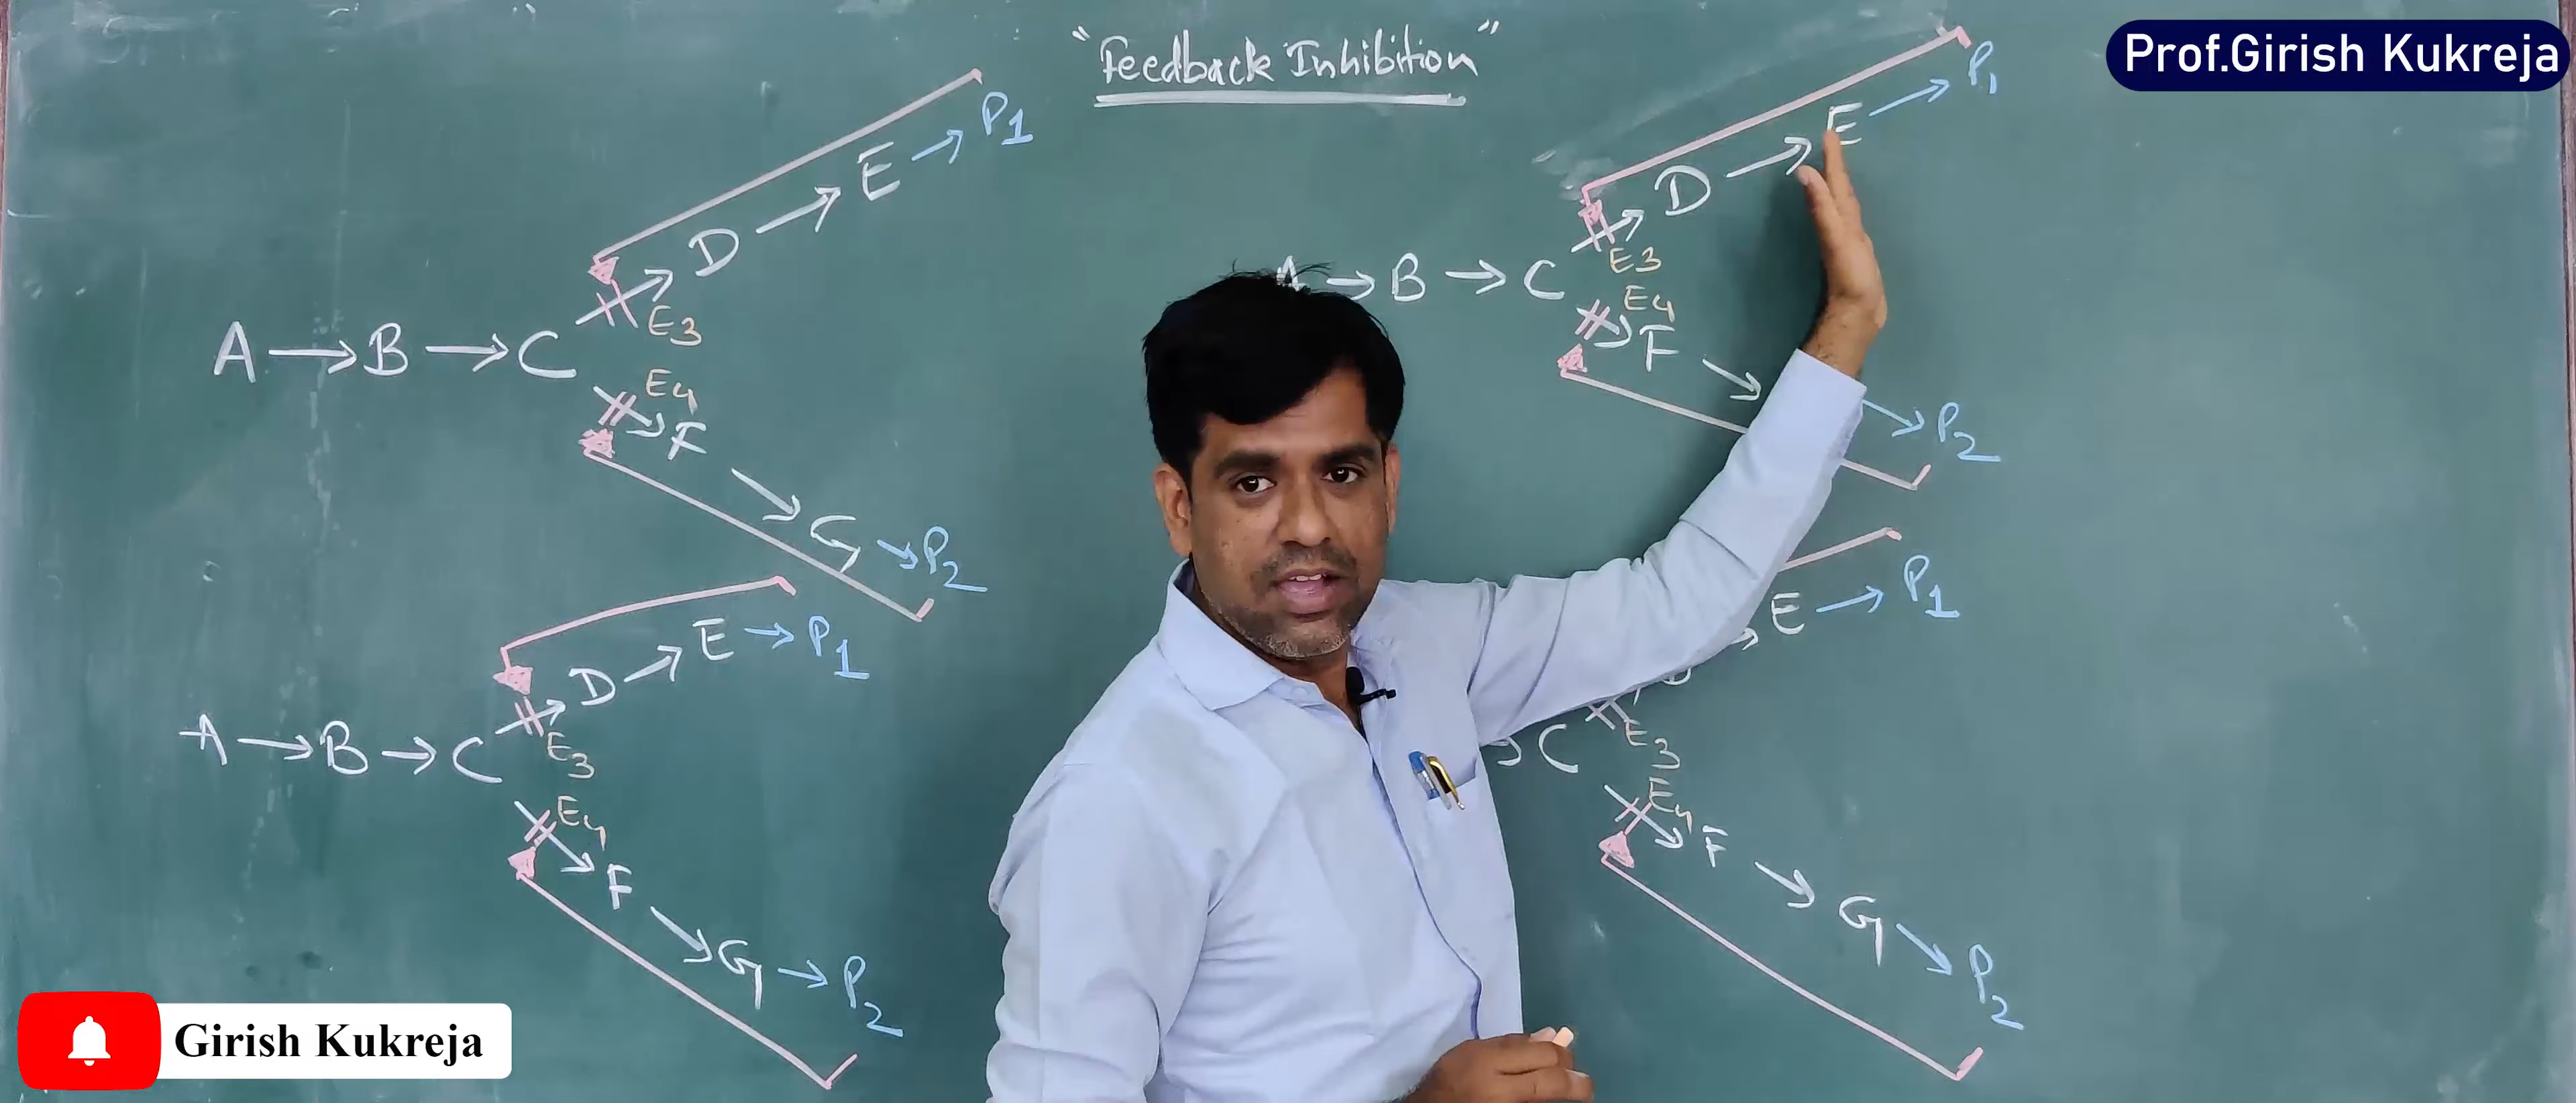 "Feedback Inhibition"
Prof.Girish Kukreja
A → B → C
D → E → P1
E3
E4
F → G → P2
A → B → C
D → E → P1
E3
E4
F → P2
A → B → C
D → E → P1
E3
E4
F → G → P2
→ C
E → P1
E3
E4
F → G → P2
Girish Kukreja